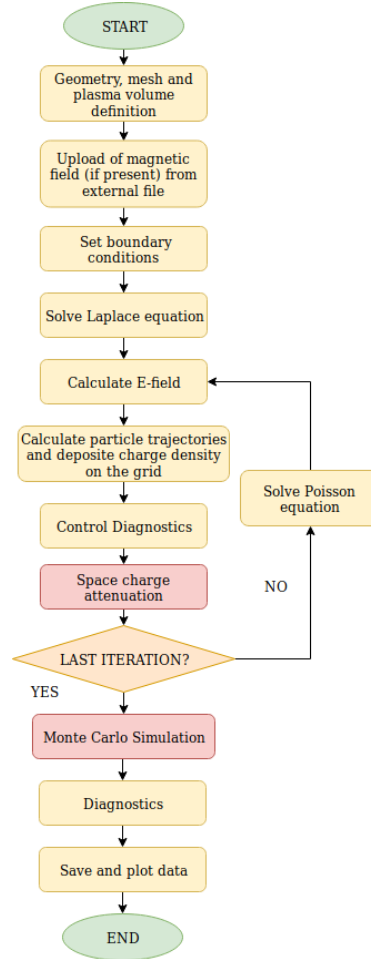 START
Geometry, mesh and
plasma volume
definition
Upload of magnetic
field (if present) from
external file
Set boundary
conditions
Solve Laplace equation
Calculate E-field
Calculate particle trajectories
and deposite charge density
on the grid
Solve Poisson
equation
Control Diagnostics
Space charge
attenuation
NO
LAST ITERATION?
YES
Monte Carlo Simulation
Diagnostics
Save and plot data
END